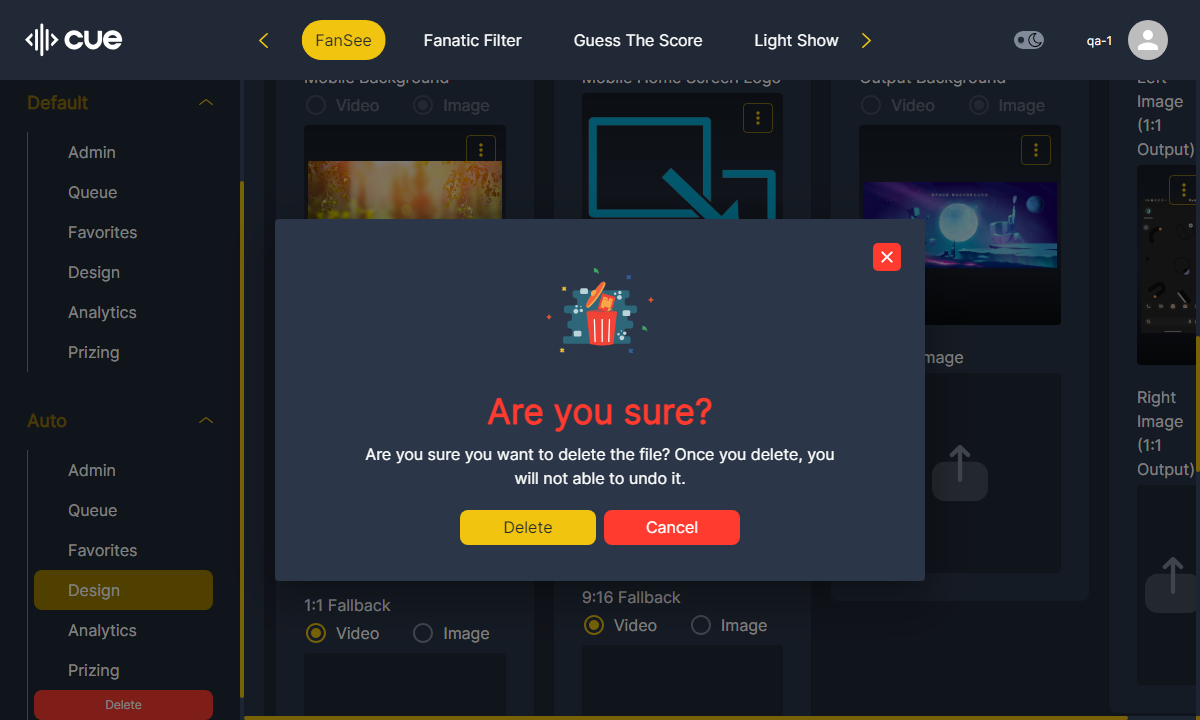 cue
FanSee
Fanatic Filter
Guess The Score
Light Show
qa-1
Default
Admin
Queue
Favorites
Design
Analytics
Prizing
Auto
Admin
Queue
Favorites
Design
Analytics
Prizing
Delete
Mobile Background
Video
Image
Mobile Home Screen Logo
Output Background
Video
Image
Left
Image
(1:1
Output)
Right
Image
(1:1
Output)
Are you sure?
Are you sure you want to delete the file? Once you delete, you
will not able to undo it.
Delete
Cancel
1:1 Fallback
Video
Image
9:16 Fallback
Video
Image